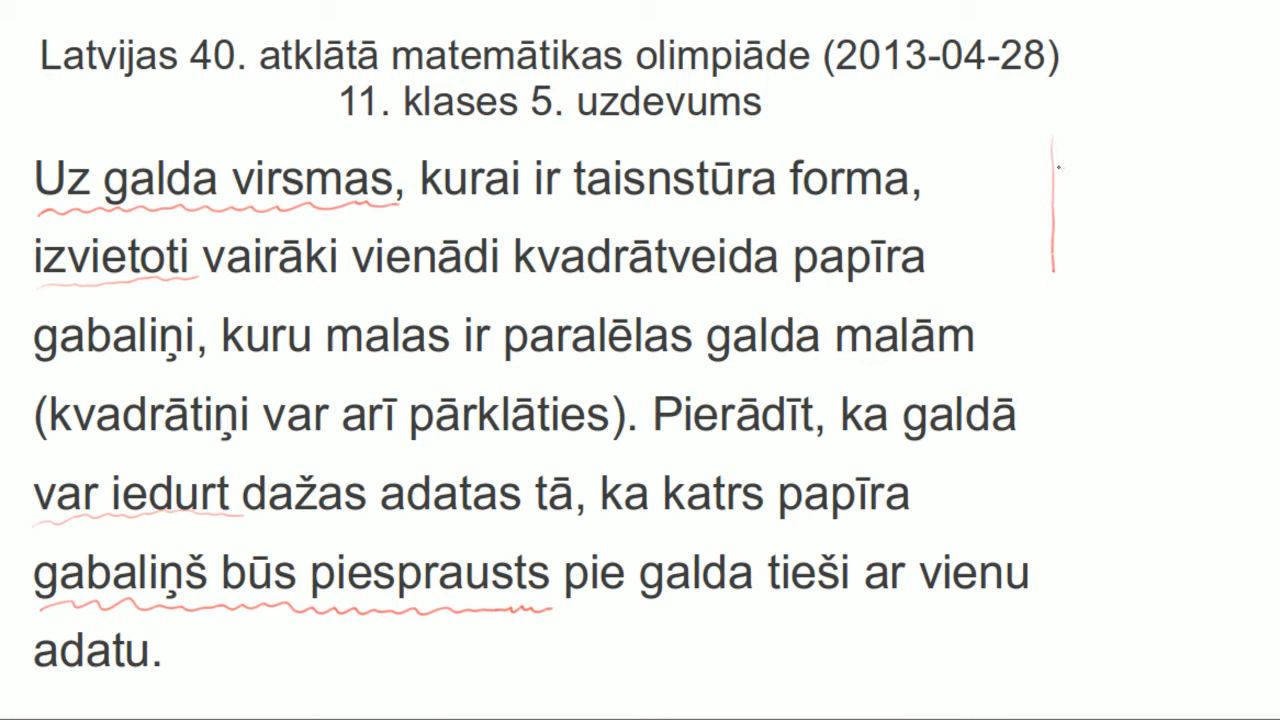 Latvijas 40. atklātā matemātikas olimpiāde (2013-04-28)
11. klases 5. uzdevums
Uz galda virsmas, kurai ir taisnstūra forma,
izvietoti vairāki vienādi kvadrātveida papīra
gabaliņi, kuru malas ir paralēlas galda malām
(kvadrātiņi var arī pārklāties). Pierādīt, ka galdā
var iedurt dažas adatas tā, ka katrs papīra
gabaliņš būs piesprausts pie galda tieši ar vienu
adatu.